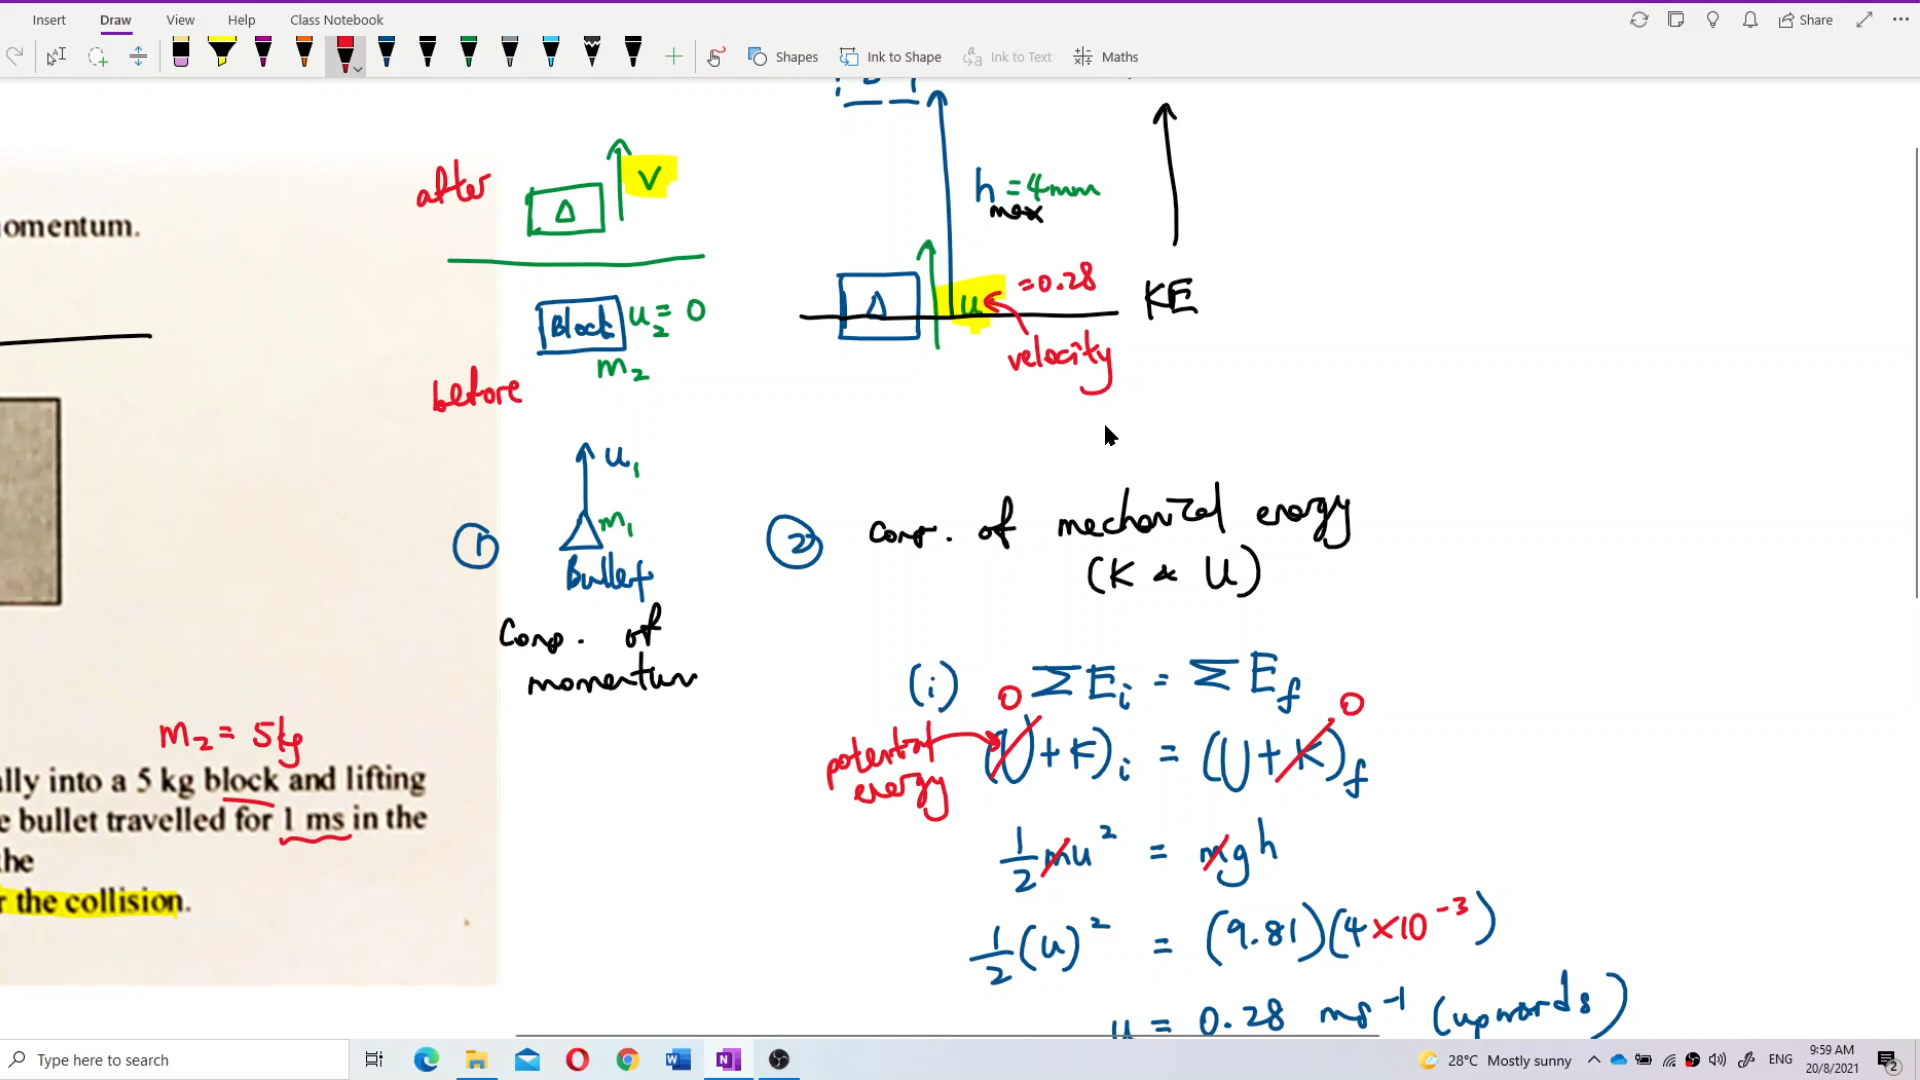 Insert Draw View Help Class Notebook Share
Shapes Ink to Shape Ink to Text Maths
omentum.
after
V
h = 4mm
max
= 0.28
u
KE
velocity
Block u2 = 0
m2
before
u1
m1
Bullet
①
Consv. of
momentum
② Consv. of mechanical energy
(K & U)
(i) ΣEi = ΣEf
0 0
(U+K)i = (U+K)f
potential
energy
1/2 mu² = mgh
1/2 (u)² = (9.81)(4×10⁻³)
u = 0.28 ms⁻¹ (upwards)
m2 = 5kg
lly into a 5 kg block and lifting
e bullet travelled for 1 ms in the
he
r the collision.
Type here to search
28°C Mostly sunny ENG 9:59 AM
20/8/2021
2